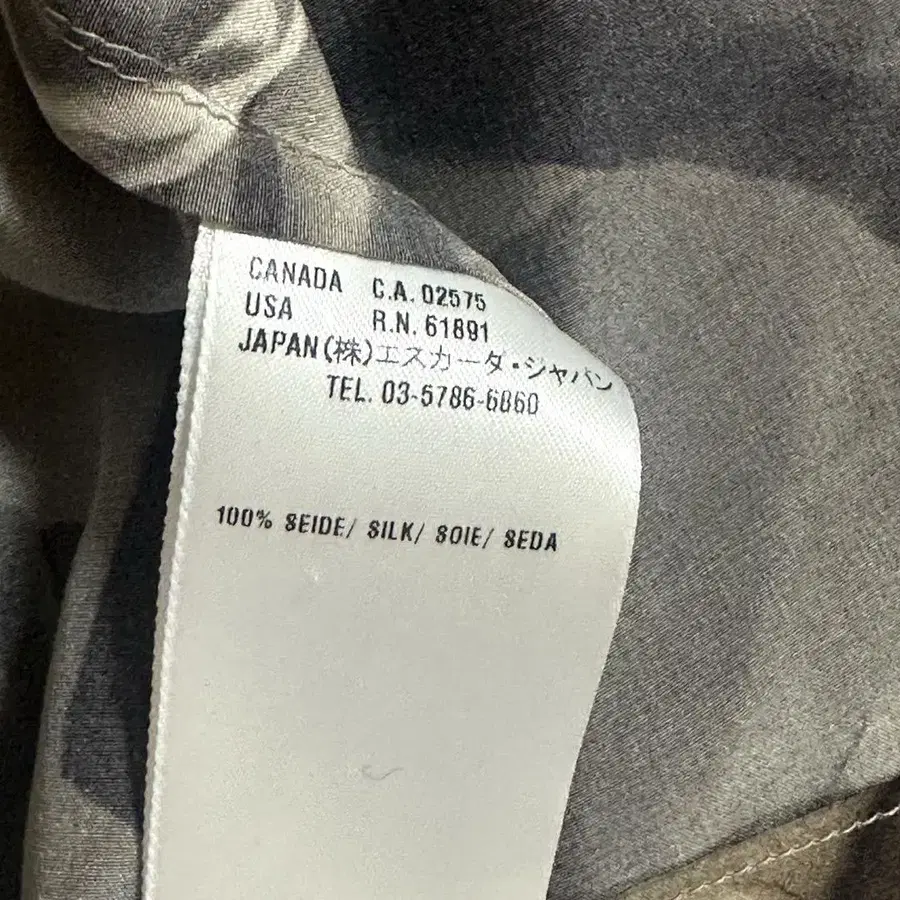 CANADA C.A. 02575
USA R.N. 61891
JAPAN(株)エスカーダ・ジャパン
TEL. 03-5786-6860
100% SEIDE/ SILK/ SOIE/ SEDA